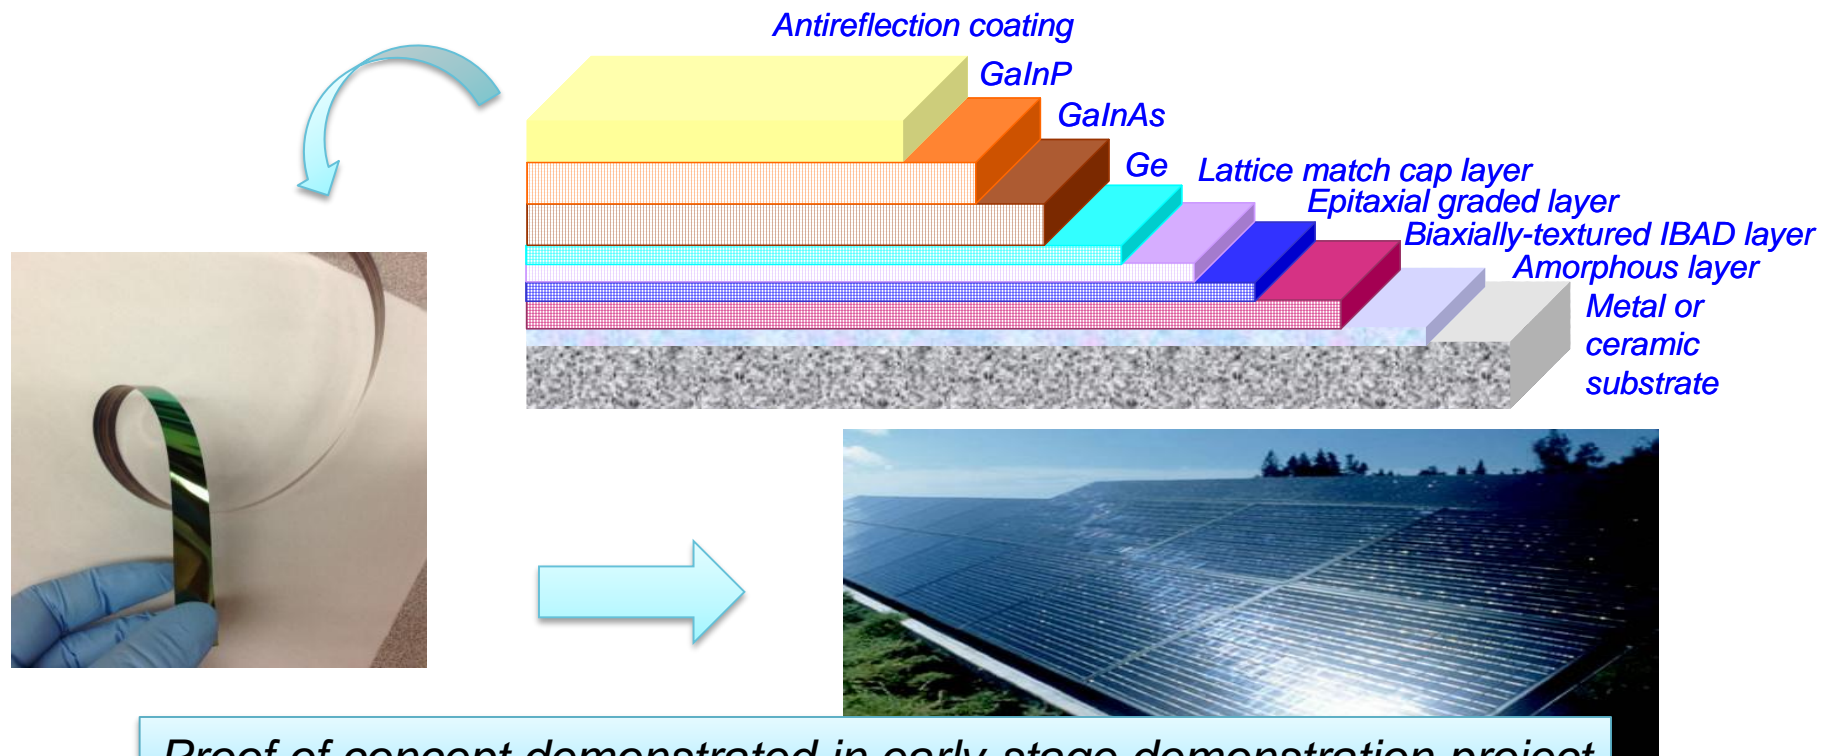 Antireflection coating
GaInP
GaInAs
Ge
Lattice match cap layer
Epitaxial graded layer
Biaxially-textured IBAD layer
Amorphous layer
Metal or
ceramic
substrate
Proof of concept demonstrated in early-stage demonstration project